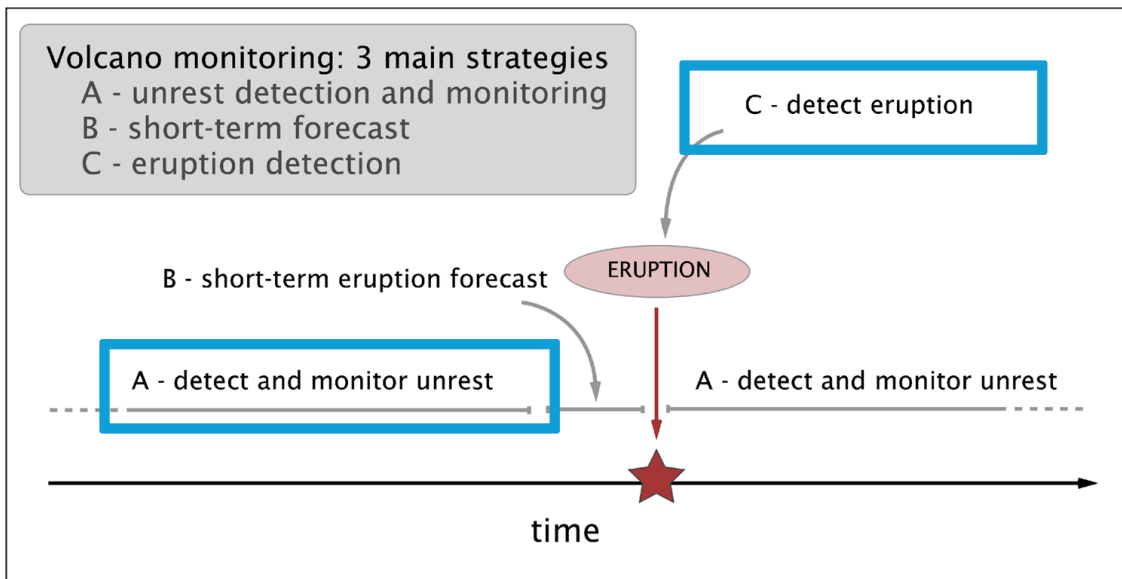 Volcano monitoring: 3 main strategies
A - unrest detection and monitoring
B - short-term forecast
C - eruption detection
C - detect eruption
ERUPTION
B - short-term eruption forecast
A - detect and monitor unrest
A - detect and monitor unrest
time